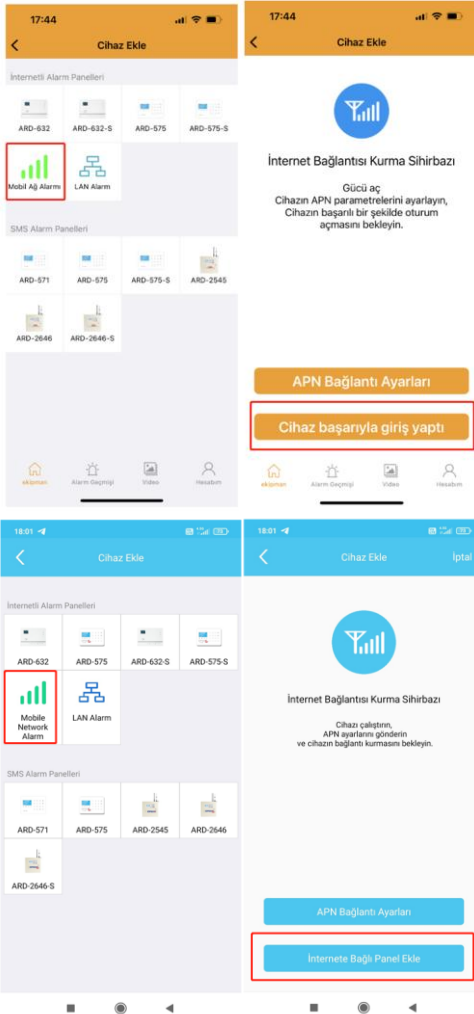 17:44
Cihaz Ekle
İnternetli Alarm Panelleri
ARD-632
ARD-632-S
ARD-575
ARD-575-S
Mobil Ağ Alarmı
LAN Alarm
SMS Alarm Panelleri
ARD-571
ARD-575
ARD-575-S
ARD-2545
ARD-2646
ARD-2646-S
ekipman
Alarm Geçmişi
Video
Hesabım
17:44
Cihaz Ekle
İnternet Bağlantısı Kurma Sihirbazı
Gücü aç
Cihazın APN parametrelerini ayarlayın,
Cihazın başarılı bir şekilde oturum
açmasını bekleyin.
APN Bağlantı Ayarları
Cihaz başarıyla giriş yaptı
ekipman
Alarm Geçmişi
Video
Hesabım
18:01
Cihaz Ekle
İnternetli Alarm Panelleri
ARD-632
ARD-575
ARD-632-S
ARD-575-S
Mobile
Network
Alarm
LAN Alarm
SMS Alarm Panelleri
ARD-571
ARD-575
ARD-2545
ARD-2646
ARD-2646-S
18:01
Cihaz Ekle
İptal
İnternet Bağlantısı Kurma Sihirbazı
Cihazı çalıştırın,
APN ayarlarını gönderin
ve cihazın bağlantı kurmasını bekleyin.
APN Bağlantı Ayarları
İnternete Bağlı Panel Ekle